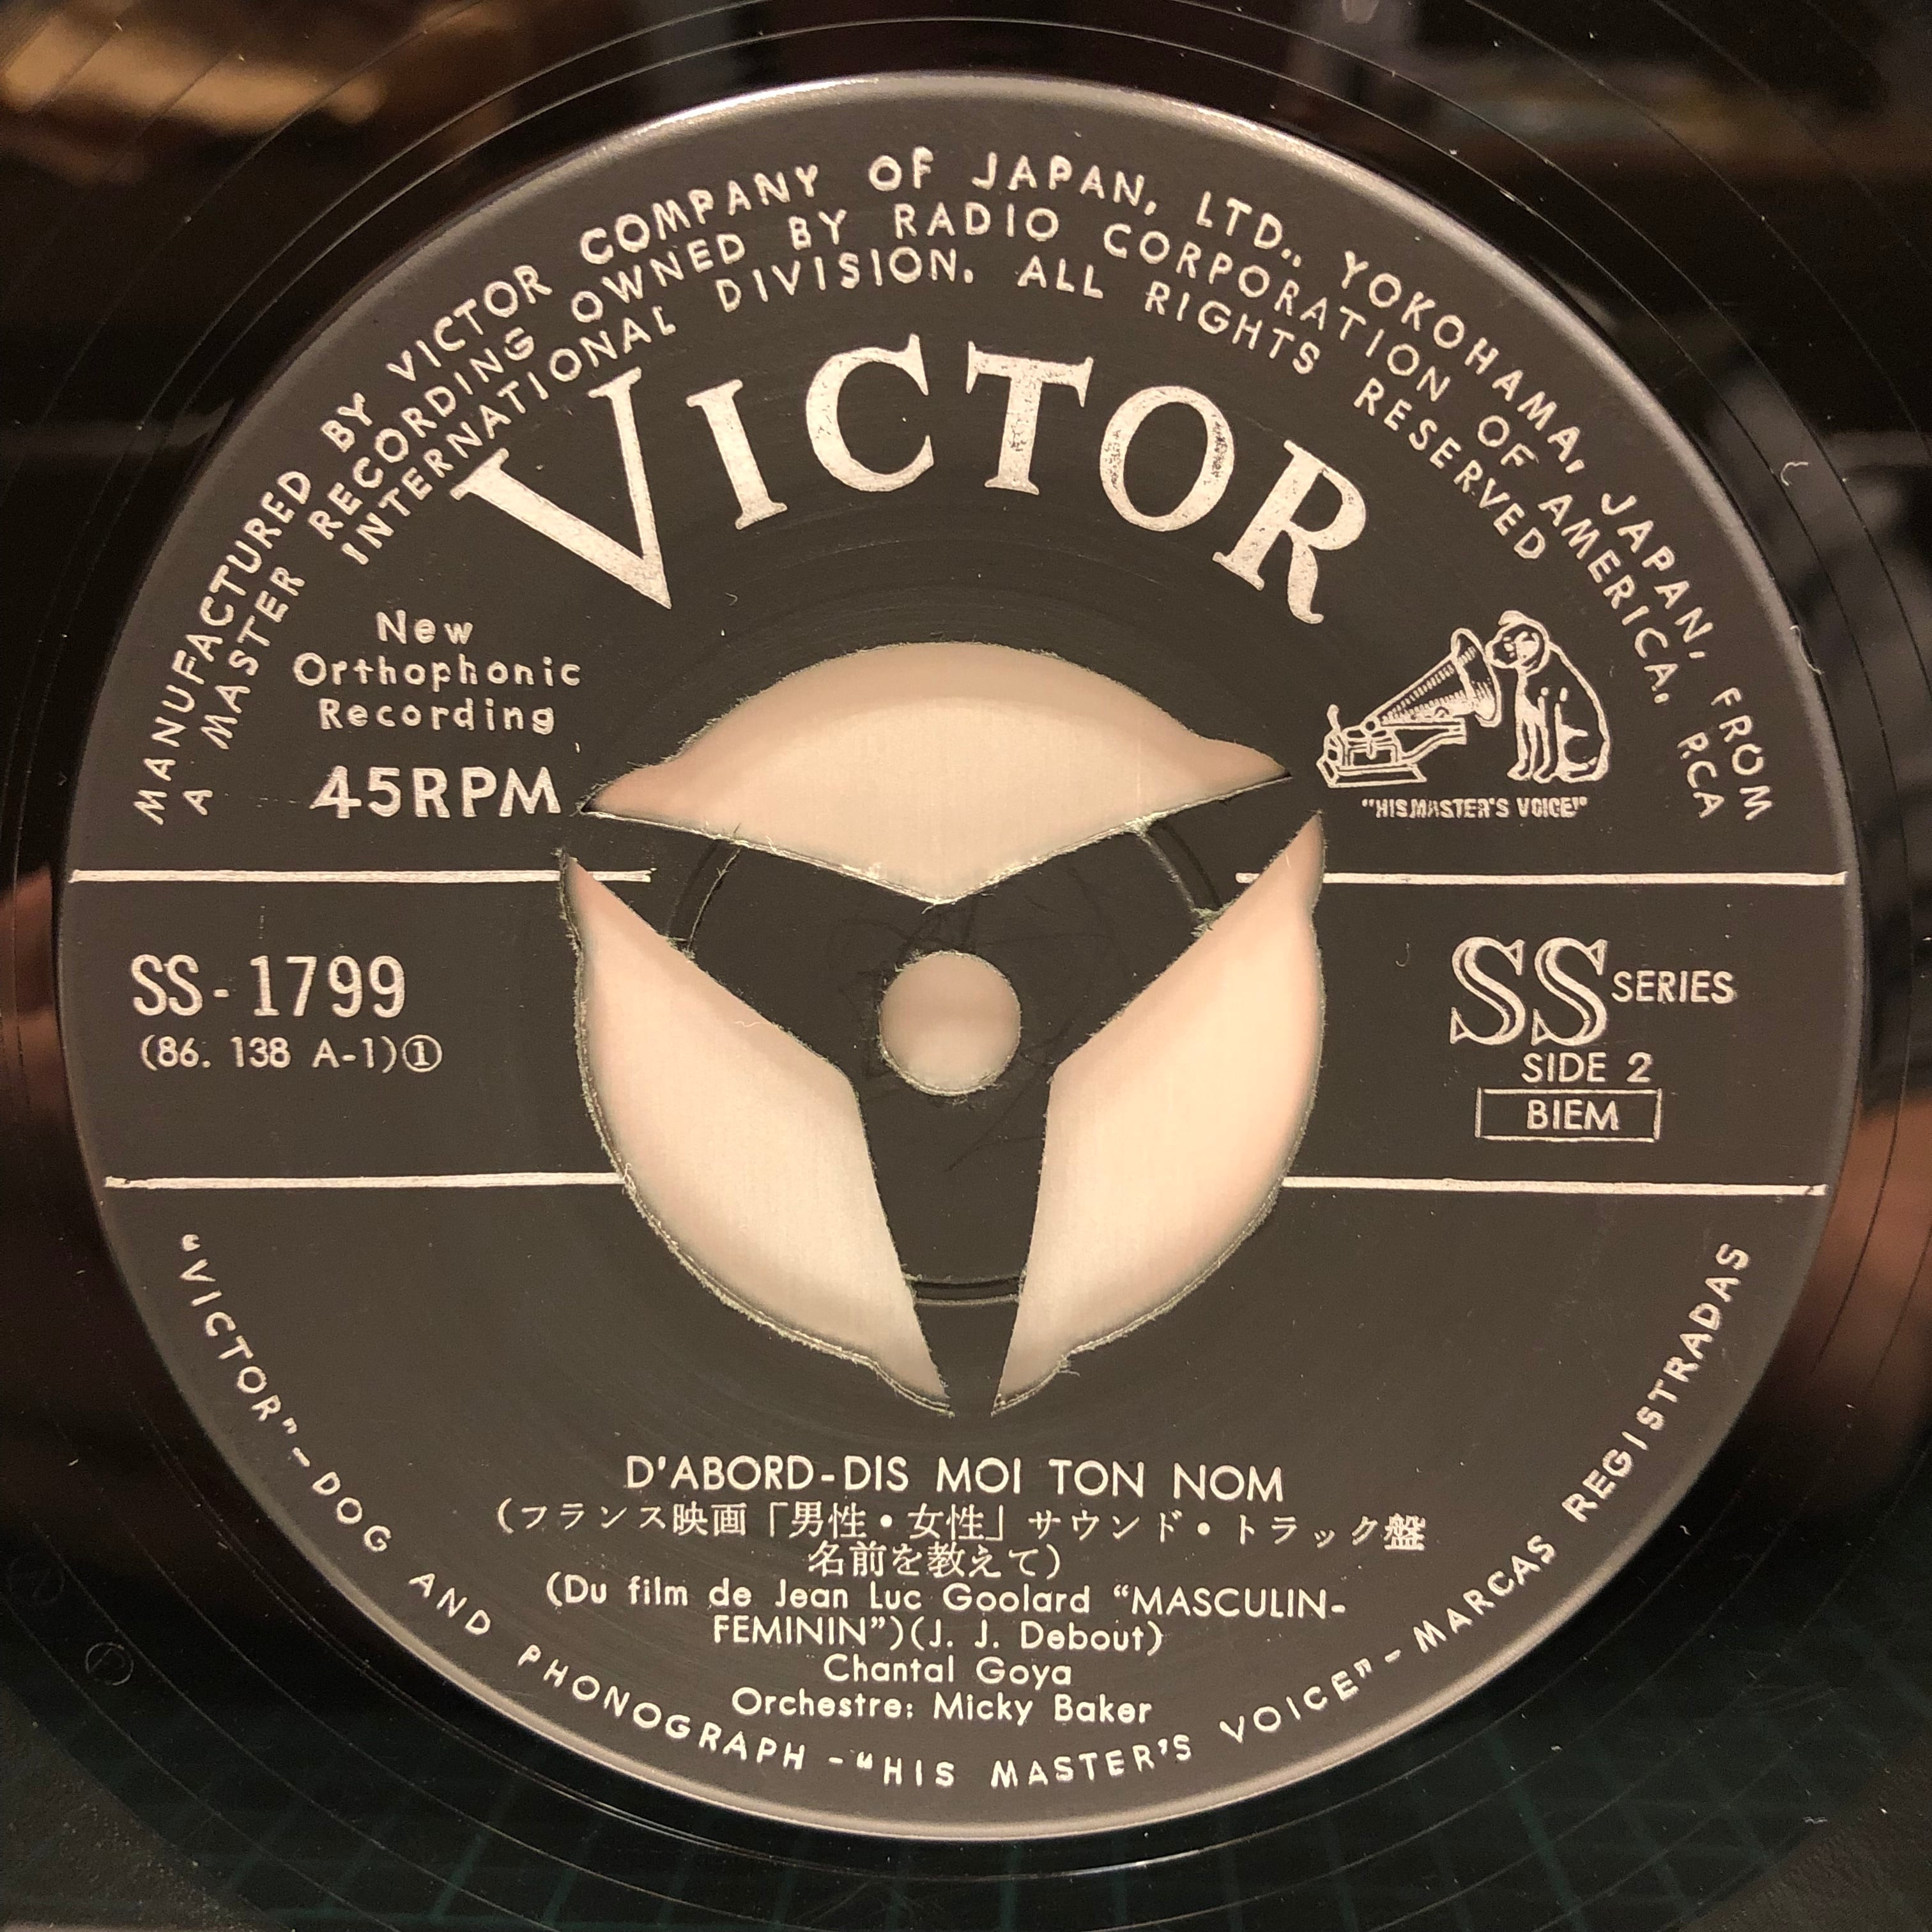 MANUFACTURED BY VICTOR COMPANY OF JAPAN, LTD., YOKOHAMA, JAPAN, FROM
A MASTER RECORDING OWNED BY RADIO CORPORATION OF AMERICA, RCA
INTERNATIONAL DIVISION. ALL RIGHTS RESERVED
VICTOR
New
Orthophonic
Recording
45RPM
"HIS MASTER'S VOICE"
SS-1799
(86. 138 A-1)①
SS SERIES
SIDE 2
BIEM
D'ABORD-DIS MOI TON NOM
(フランス映画「男性・女性」サウンド・トラック盤
名前を教えて)
(Du film de Jean Luc Goolard “MASCULIN-
FEMININ”)(J. J. Debout)
Chantal Goya
Orchestre: Micky Baker
“VICTOR”-DOG AND PHONOGRAPH-“HIS MASTER'S VOICE”-MARCAS REGISTRADAS